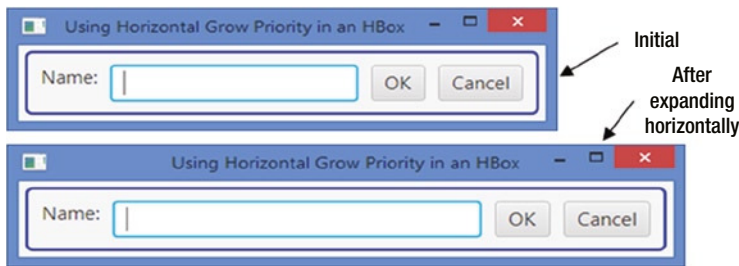 Using Horizontal Grow Priority in an HBox
Initial
Name:
OK
Cancel
After
expanding
horizontally
Using Horizontal Grow Priority in an HBox
Name:
OK
Cancel